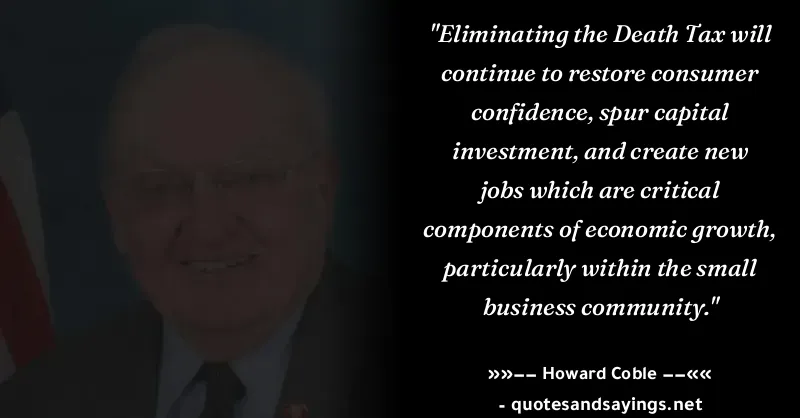 "Eliminating the Death Tax will
continue to restore consumer
confidence, spur capital
investment, and create new
jobs which are critical
components of economic growth,
particularly within the small
business community."
»»−− Howard Coble −−««
- quotesandsayings.net